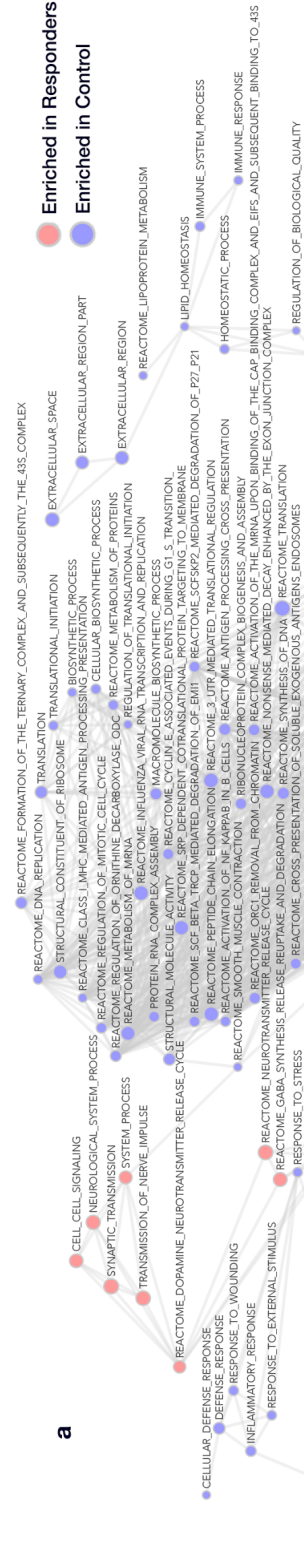 a
Enriched in Responders
Enriched in Control
REACTOME_FORMATION_OF_THE_TERNARY_COMPLEX_AND_SUBSEQUENTLY_THE_43S_COMPLEX
REACTOME_DNA_REPLICATION
TRANSLATION
EXTRACELLULAR_SPACE
TRANSLATIONAL_INITIATION
STRUCTURAL_CONSTITUENT_OF_RIBOSOME
BIOSYNTHETIC_PROCESS
CELL_CELL_SIGNALING
REACTOME_CLASS_I_MHC_MEDIATED_ANTIGEN_PROCESSING_PRESENTATION
EXTRACELLULAR_REGION_PART
NEUROLOGICAL_SYSTEM_PROCESS
REACTOME_REGULATION_OF_MITOTIC_CELL_CYCLE
CELLULAR_BIOSYNTHETIC_PROCESS
SYNAPTIC_TRANSMISSION
REACTOME_REGULATION_OF_ORNITHINE_DECARBOXYLASE_ODC
REACTOME_METABOLISM_OF_PROTEINS
EXTRACELLULAR_REGION
SYSTEM_PROCESS
REACTOME_METABOLISM_OF_MRNA
REGULATION_OF_TRANSLATIONAL_INITIATION
TRANSMISSION_OF_NERVE_IMPULSE
REACTOME_INFLUENZA_VIRAL_RNA_TRANSCRIPTION_AND_REPLICATION
REACTOME_LIPOPROTEIN_METABOLISM
PROTEIN_RNA_COMPLEX_ASSEMBLY
MACROMOLECULE_BIOSYNTHETIC_PROCESS
STRUCTURAL_MOLECULE_ACTIVITY
REACTOME_CYCLIN_E_ASSOCIATED_EVENTS_DURING_G1_S_TRANSITION_
REACTOME_DOPAMINE_NEUROTRANSMITTER_RELEASE_CYCLE
REACTOME_SRP_DEPENDENT_COTRANSLATIONAL_PROTEIN_TARGETING_TO_MEMBRANE
LIPID_HOMEOSTASIS
REACTOME_SCF_BETA_TRCP_MEDIATED_DEGRADATION_OF_EMI1
REACTOME_SCFSKP2_MEDIATED_DEGRADATION_OF_P27_P21
IMMUNE_SYSTEM_PROCESS
CELLULAR_DEFENSE_RESPONSE
REACTOME_PEPTIDE_CHAIN_ELONGATION
REACTOME_3_UTR_MEDIATED_TRANSLATIONAL_REGULATION
DEFENSE_RESPONSE
REACTOME_ACTIVATION_OF_NF_KAPPAB_IN_B_CELLS
REACTOME_ANTIGEN_PROCESSING_CROSS_PRESENTATION
HOMEOSTATIC_PROCESS
RESPONSE_TO_WOUNDING
REACTOME_SMOOTH_MUSCLE_CONTRACTION
RIBONUCLEOPROTEIN_COMPLEX_BIOGENESIS_AND_ASSEMBLY
IMMUNE_RESPONSE
INFLAMMATORY_RESPONSE
REACTOME_ORC1_REMOVAL_FROM_CHROMATIN
REACTOME_ACTIVATION_OF_THE_MRNA_UPON_BINDING_OF_THE_CAP_BINDING_COMPLEX_AND_EIFS_AND_SUBSEQUENT_BINDING_TO_43S
REACTOME_NEUROTRANSMITTER_RELEASE_CYCLE
REACTOME_NONSENSE_MEDIATED_DECAY_ENHANCED_BY_THE_EXON_JUNCTION_COMPLEX
RESPONSE_TO_EXTERNAL_STIMULUS
REACTOME_GABA_SYNTHESIS_RELEASE_REUPTAKE_AND_DEGRADATION
REACTOME_SYNTHESIS_OF_DNA
REACTOME_TRANSLATION
RESPONSE_TO_STRESS
REACTOME_CROSS_PRESENTATION_OF_SOLUBLE_EXOGENOUS_ANTIGENS_ENDOSOMES
REGULATION_OF_BIOLOGICAL_QUALITY